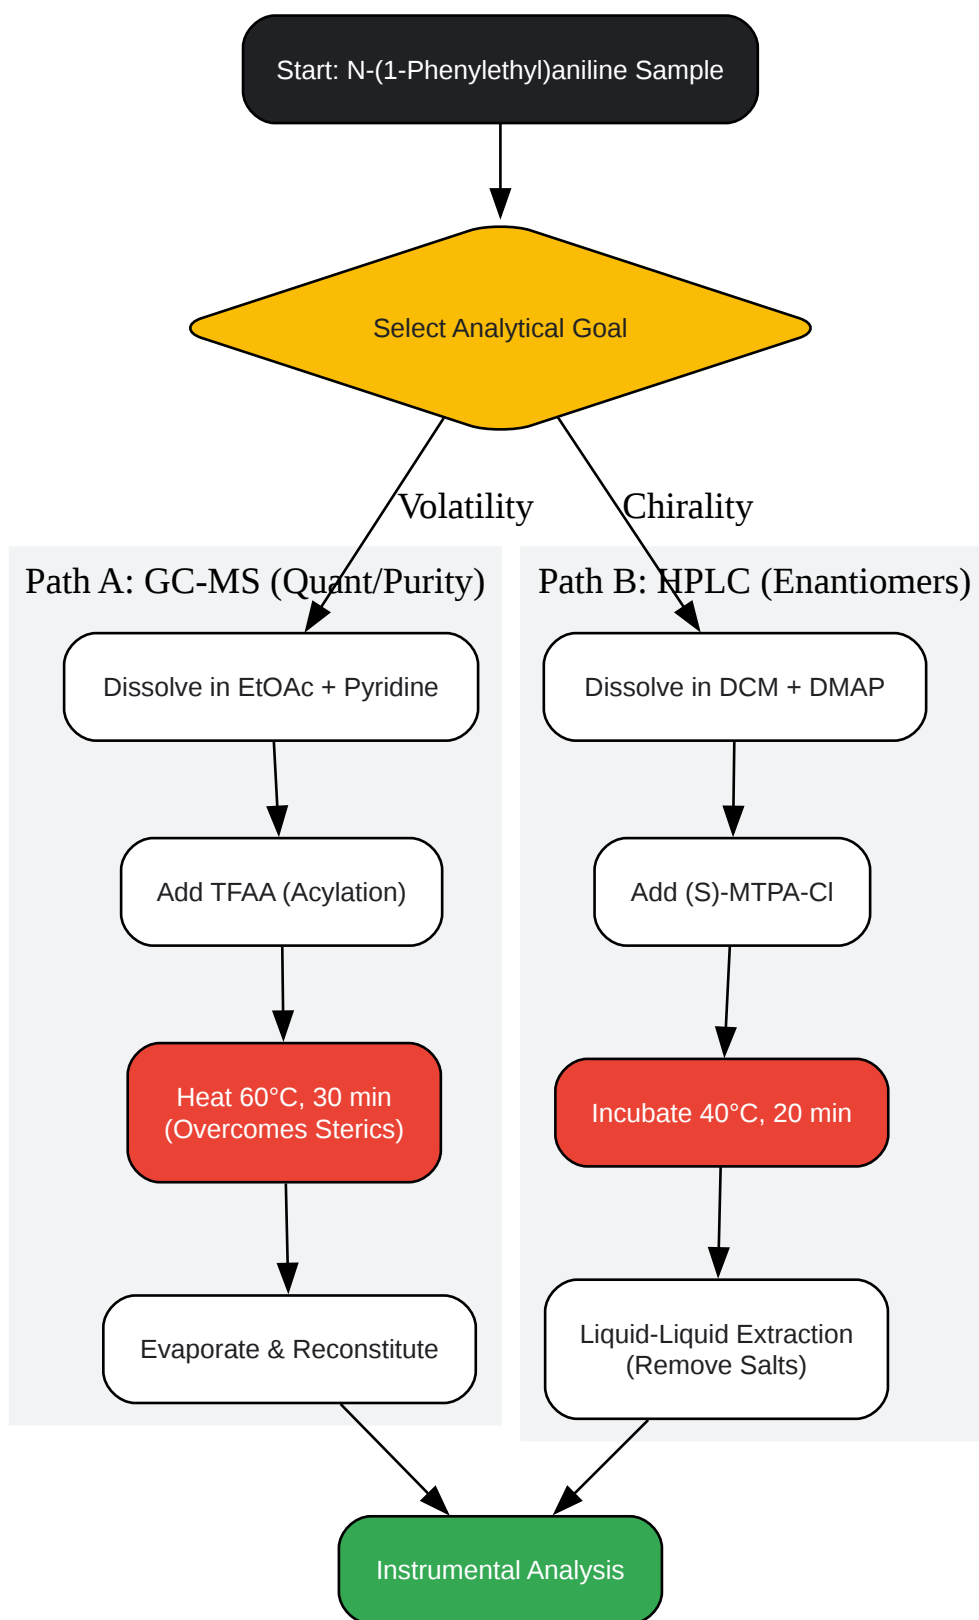 Start: N-(1-Phenylethyl)aniline Sample
Select Analytical Goal
Volatility
Chirality
Path A: GC-MS (Quant/Purity)
Dissolve in EtOAc + Pyridine
Add TFAA (Acylation)
Heat 60°C, 30 min
(Overcomes Sterics)
Evaporate & Reconstitute
Path B: HPLC (Enantiomers)
Dissolve in DCM + DMAP
Add (S)-MTPA-Cl
Incubate 40°C, 20 min
Liquid-Liquid Extraction
(Remove Salts)
Instrumental Analysis